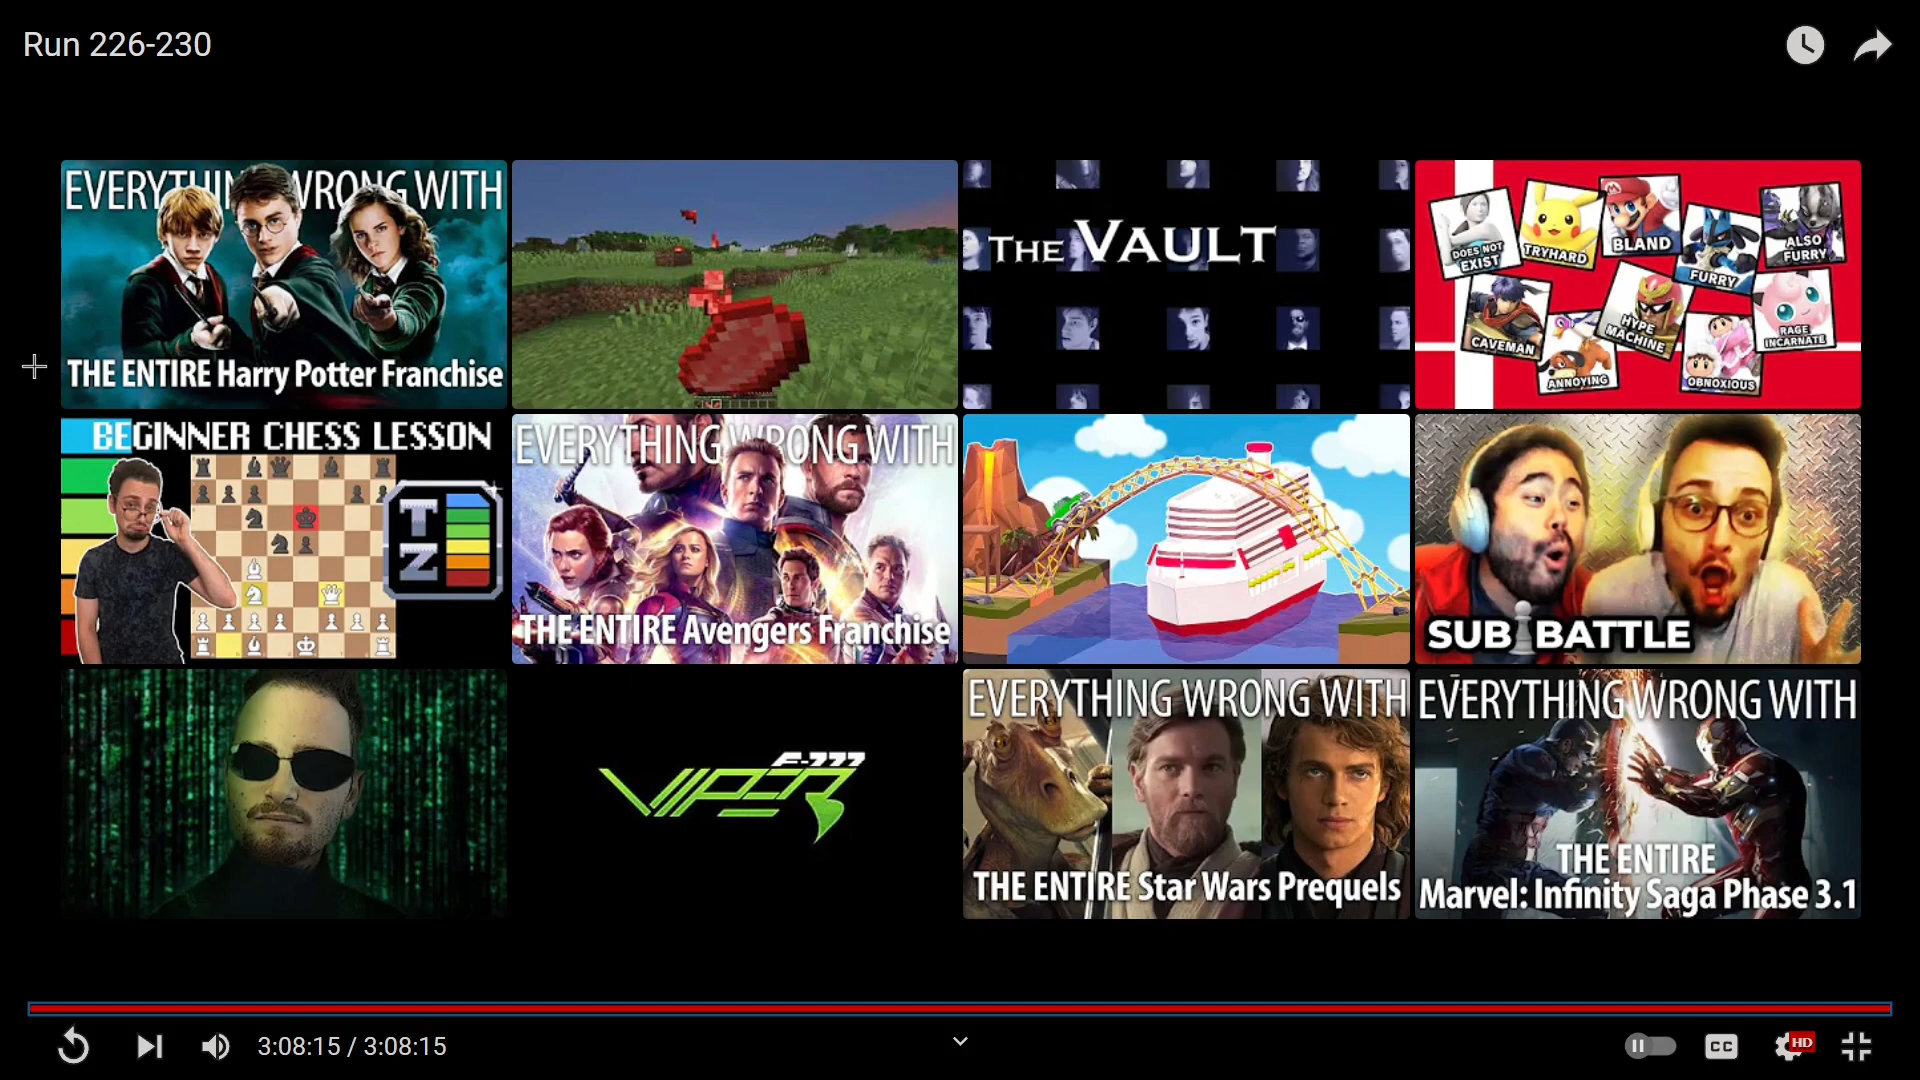 Run 226-230
EVERYTHING WRONG WITH
THE ENTIRE Harry Potter Franchise
THE VAULT
DOES NOT
EXIST
TRYHARD
BLAND
FURRY
ALSO
FURRY
CAVEMAN
ANNOYING
HYPE
MACHINE
OBNOXIOUS
RAGE
INCARNATE
BEGINNER CHESS LESSON
T
Z
EVERYTHING WRONG WITH
THE ENTIRE Avengers Franchise
SUB BATTLE
F-777
VIPER
EVERYTHING WRONG WITH
THE ENTIRE Star Wars Prequels
EVERYTHING WRONG WITH
THE ENTIRE
Marvel: Infinity Saga Phase 3.1
3:08:15 / 3:08:15
CC
HD